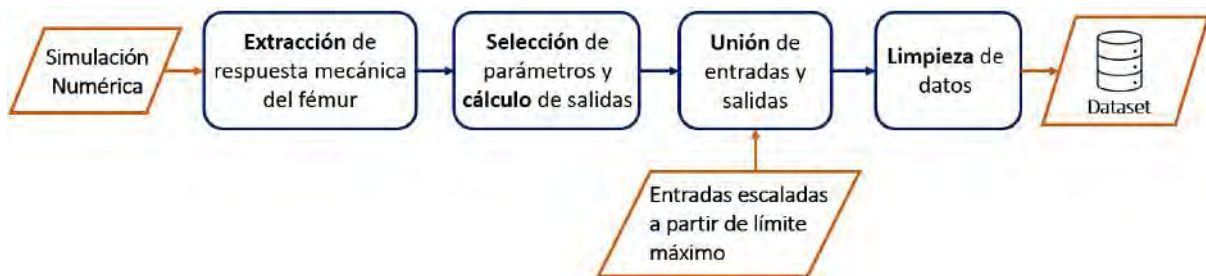 Simulación
Numérica
Extracción de
respuesta mecánica
del fémur
Selección de
parámetros y
cálculo de salidas
Unión de
entradas y
salidas
Limpieza de
datos
Dataset
Entradas escaladas
a partir de límite
máximo